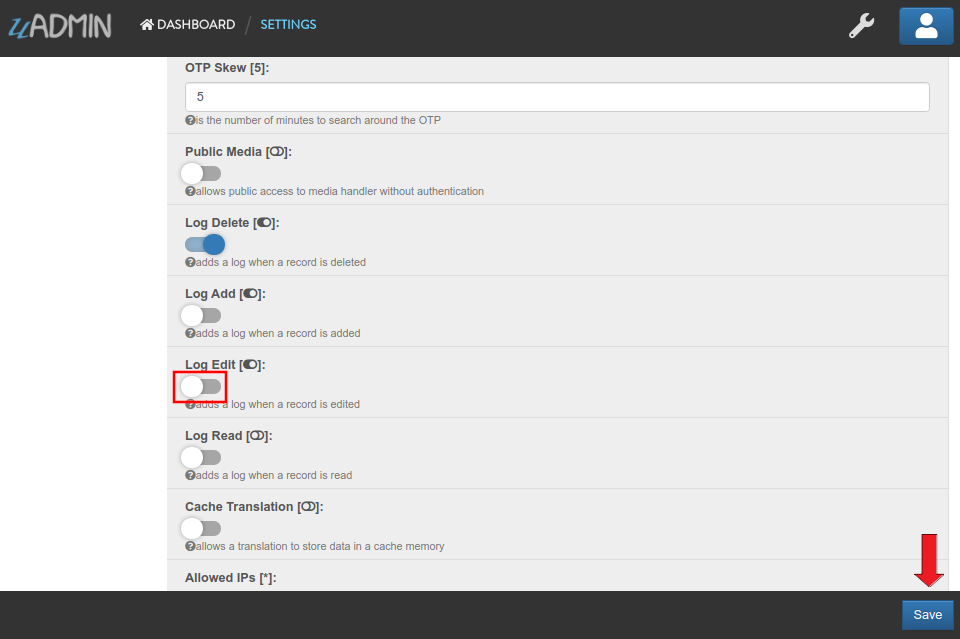 uADMIN
DASHBOARD / SETTINGS
OTP Skew [5]:
5
is the number of minutes to search around the OTP
Public Media []:
allows public access to media handler without authentication
Log Delete []:
adds a log when a record is deleted
Log Add []:
adds a log when a record is added
Log Edit []:
adds a log when a record is edited
Log Read []:
adds a log when a record is read
Cache Translation []:
allows a translation to store data in a cache memory
Allowed IPs [*]:
Save